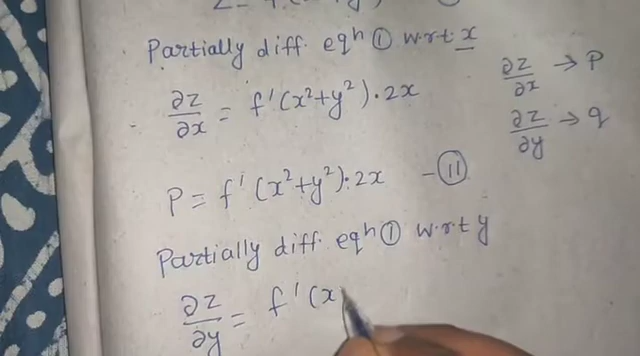 Partially diff. eqn ① w.r.t x
∂z/∂x = f'(x²+y²)·2x
∂z/∂x → P
∂z/∂y → q
P = f'(x²+y²)·2x - ⑪
Partially diff. eqn ① w.r.t y
∂z/∂y = f'(x